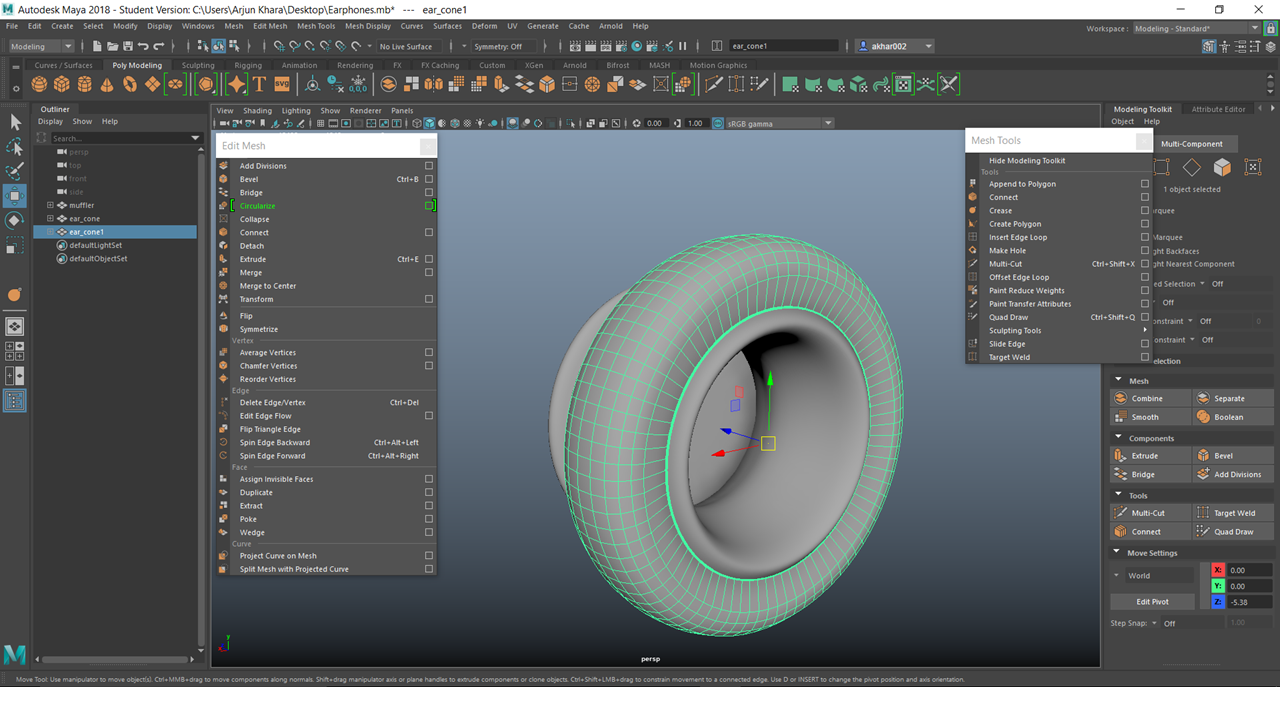 Autodesk Maya 2018 - Student Version: C:\Users\Arjun Khara\Desktop\Earphones.mb* --- ear_cone1
File Edit Create Select Modify Display Windows Mesh Edit Mesh Mesh Tools Mesh Display Curves Surfaces Deform UV Generate Cache Arnold Help
Workspace : Modeling - Standard*
Modeling No Live Surface Symmetry: Off ear_cone1 akhar002
Curves / Surfaces Poly Modeling Sculpting Rigging Animation Rendering FX FX Caching Custom XGen Arnold Bifrost MASH Motion Graphics
SVG
0,0,0
Outliner
Display Show Help
Search...
persp
top
front
side
muffler
ear_cone
ear_cone1
defaultLightSet
defaultObjectSet
View Shading Lighting Show Renderer Panels
0.00 1.00 sRGB gamma
Edit Mesh
Add Divisions
Bevel Ctrl+B
Bridge
Circularize
Collapse
Connect
Detach
Extrude Ctrl+E
Merge
Merge to Center
Transform
Flip
Symmetrize
Vertex
Average Vertices
Chamfer Vertices
Reorder Vertices
Edge
Delete Edge/Vertex Ctrl+Del
Edit Edge Flow
Flip Triangle Edge
Spin Edge Backward Ctrl+Alt+Left
Spin Edge Forward Ctrl+Alt+Right
Face
Assign Invisible Faces
Duplicate
Extract
Poke
Wedge
Curve
Project Curve on Mesh
Split Mesh with Projected Curve
y
x
persp
Mesh Tools
Hide Modeling Toolkit
Tools
Append to Polygon
Connect
Crease
Create Polygon
Insert Edge Loop
Make Hole
Multi-Cut Ctrl+Shift+X
Offset Edge Loop
Paint Reduce Weights
Paint Transfer Attributes
Quad Draw Ctrl+Shift+Q
Sculpting Tools
Slide Edge
Target Weld
Modeling Toolkit Attribute Editor
Object Help
Multi-Component
1 object selected
arquee
Marquee
Backfaces
ght Nearest Component
ed Selection Off
Off
onstraint Off 0
onstraint Off
election
Mesh
Combine Separate
Smooth Boolean
Components
Extrude Bevel
Bridge Add Divisions
Tools
Multi-Cut Target Weld
Connect Quad Draw
Move Settings
World
X: 0.00
Y: 0.00
Edit Pivot Z: -5.38
Step Snap: Off 1.00
Move Tool: Use manipulator to move object(s). Ctrl+MMB+drag to move components along normals. Shift+drag manipulator axis or plane handles to extrude components or clone objects. Ctrl+Shift+LMB+drag to constrain movement to a connected edge. Use D or INSERT to change the pivot position and axis orientation.